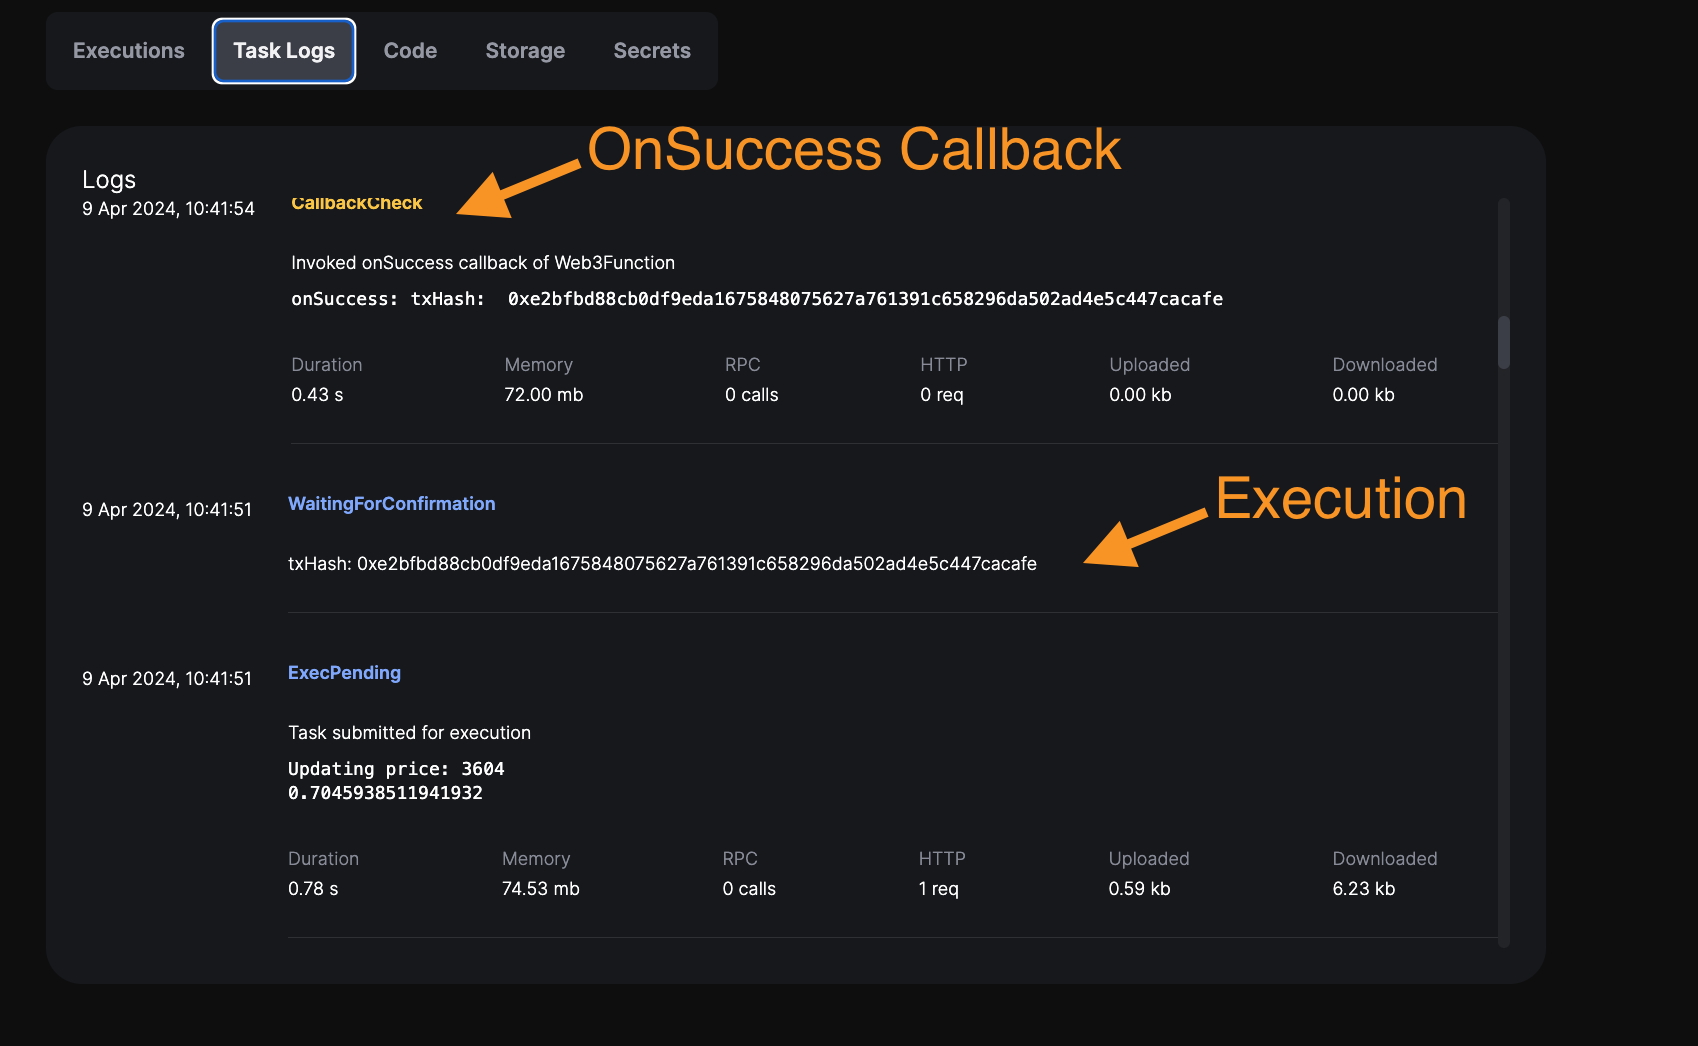 Executions Task Logs Code Storage Secrets
OnSuccess Callback
Logs
9 Apr 2024, 10:41:54 CallbackCheck
Invoked onSuccess callback of Web3Function
onSuccess: txHash: 0xe2bfbd88cb0df9eda1675848075627a761391c658296da502ad4e5c447cacafe
Duration Memory RPC HTTP Uploaded Downloaded
0.43 s 72.00 mb 0 calls 0 req 0.00 kb 0.00 kb
Execution
9 Apr 2024, 10:41:51 WaitingForConfirmation
txHash: 0xe2bfbd88cb0df9eda1675848075627a761391c658296da502ad4e5c447cacafe
9 Apr 2024, 10:41:51 ExecPending
Task submitted for execution
Updating price: 3604
0.7045938511941932
Duration Memory RPC HTTP Uploaded Downloaded
0.78 s 74.53 mb 0 calls 1 req 0.59 kb 6.23 kb